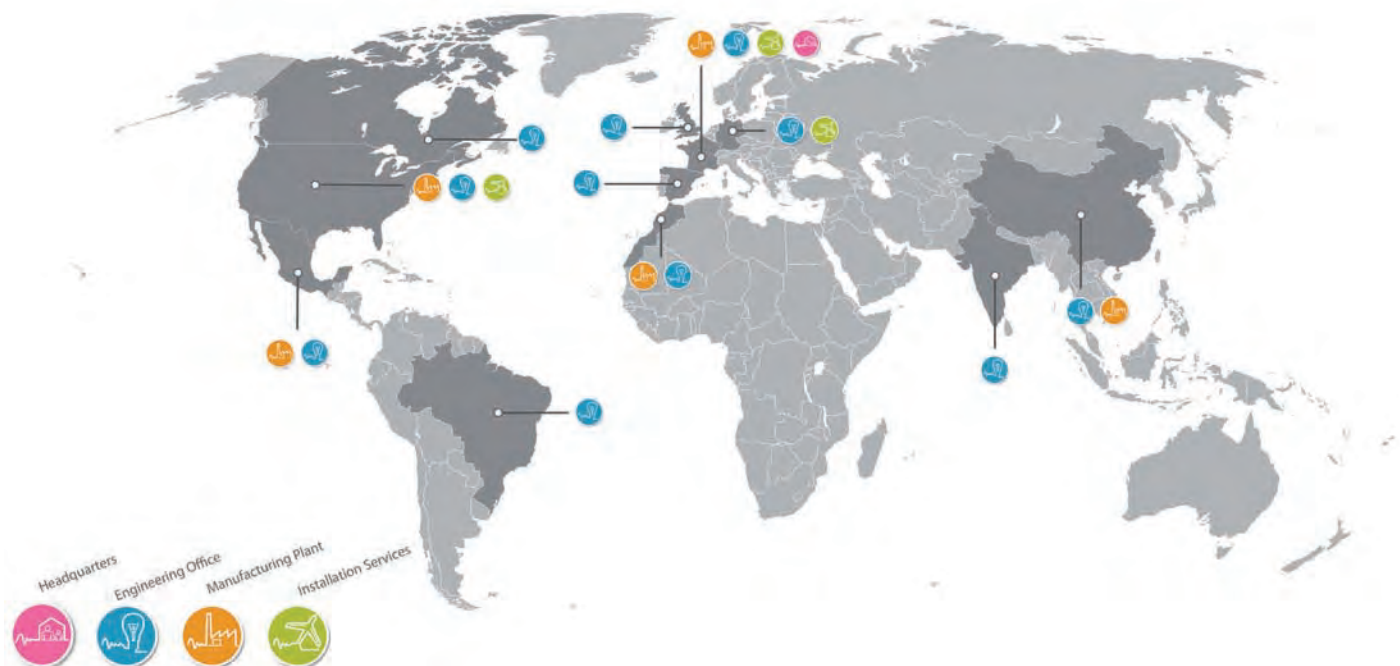 Headquarters
Engineering Office
Manufacturing Plant
Installation Services